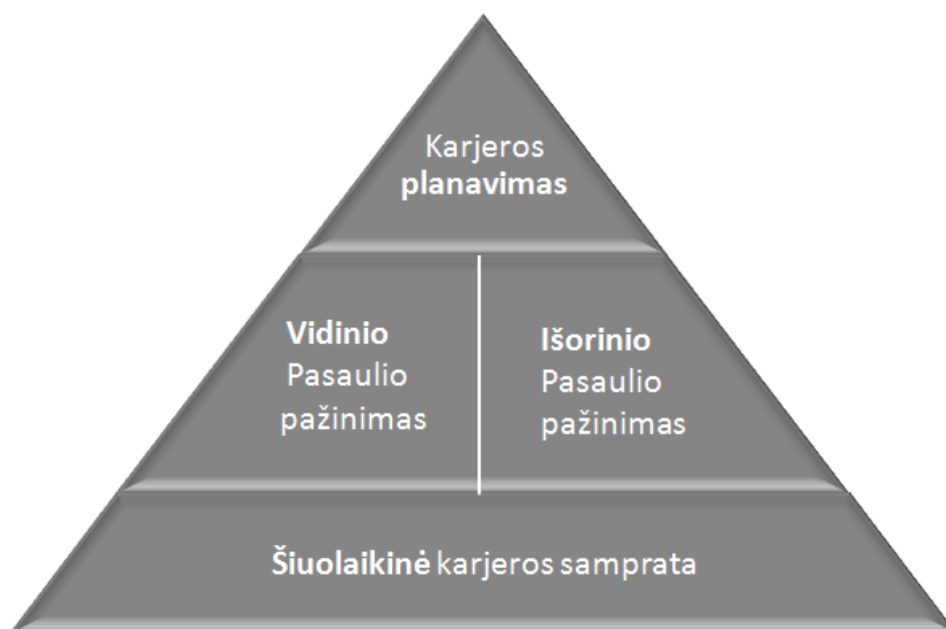 Karjeros
planavimas
Vidinio
Pasaulio
pažinimas
Išorinio
Pasaulio
pažinimas
Šiuolaikinė karjeros samprata